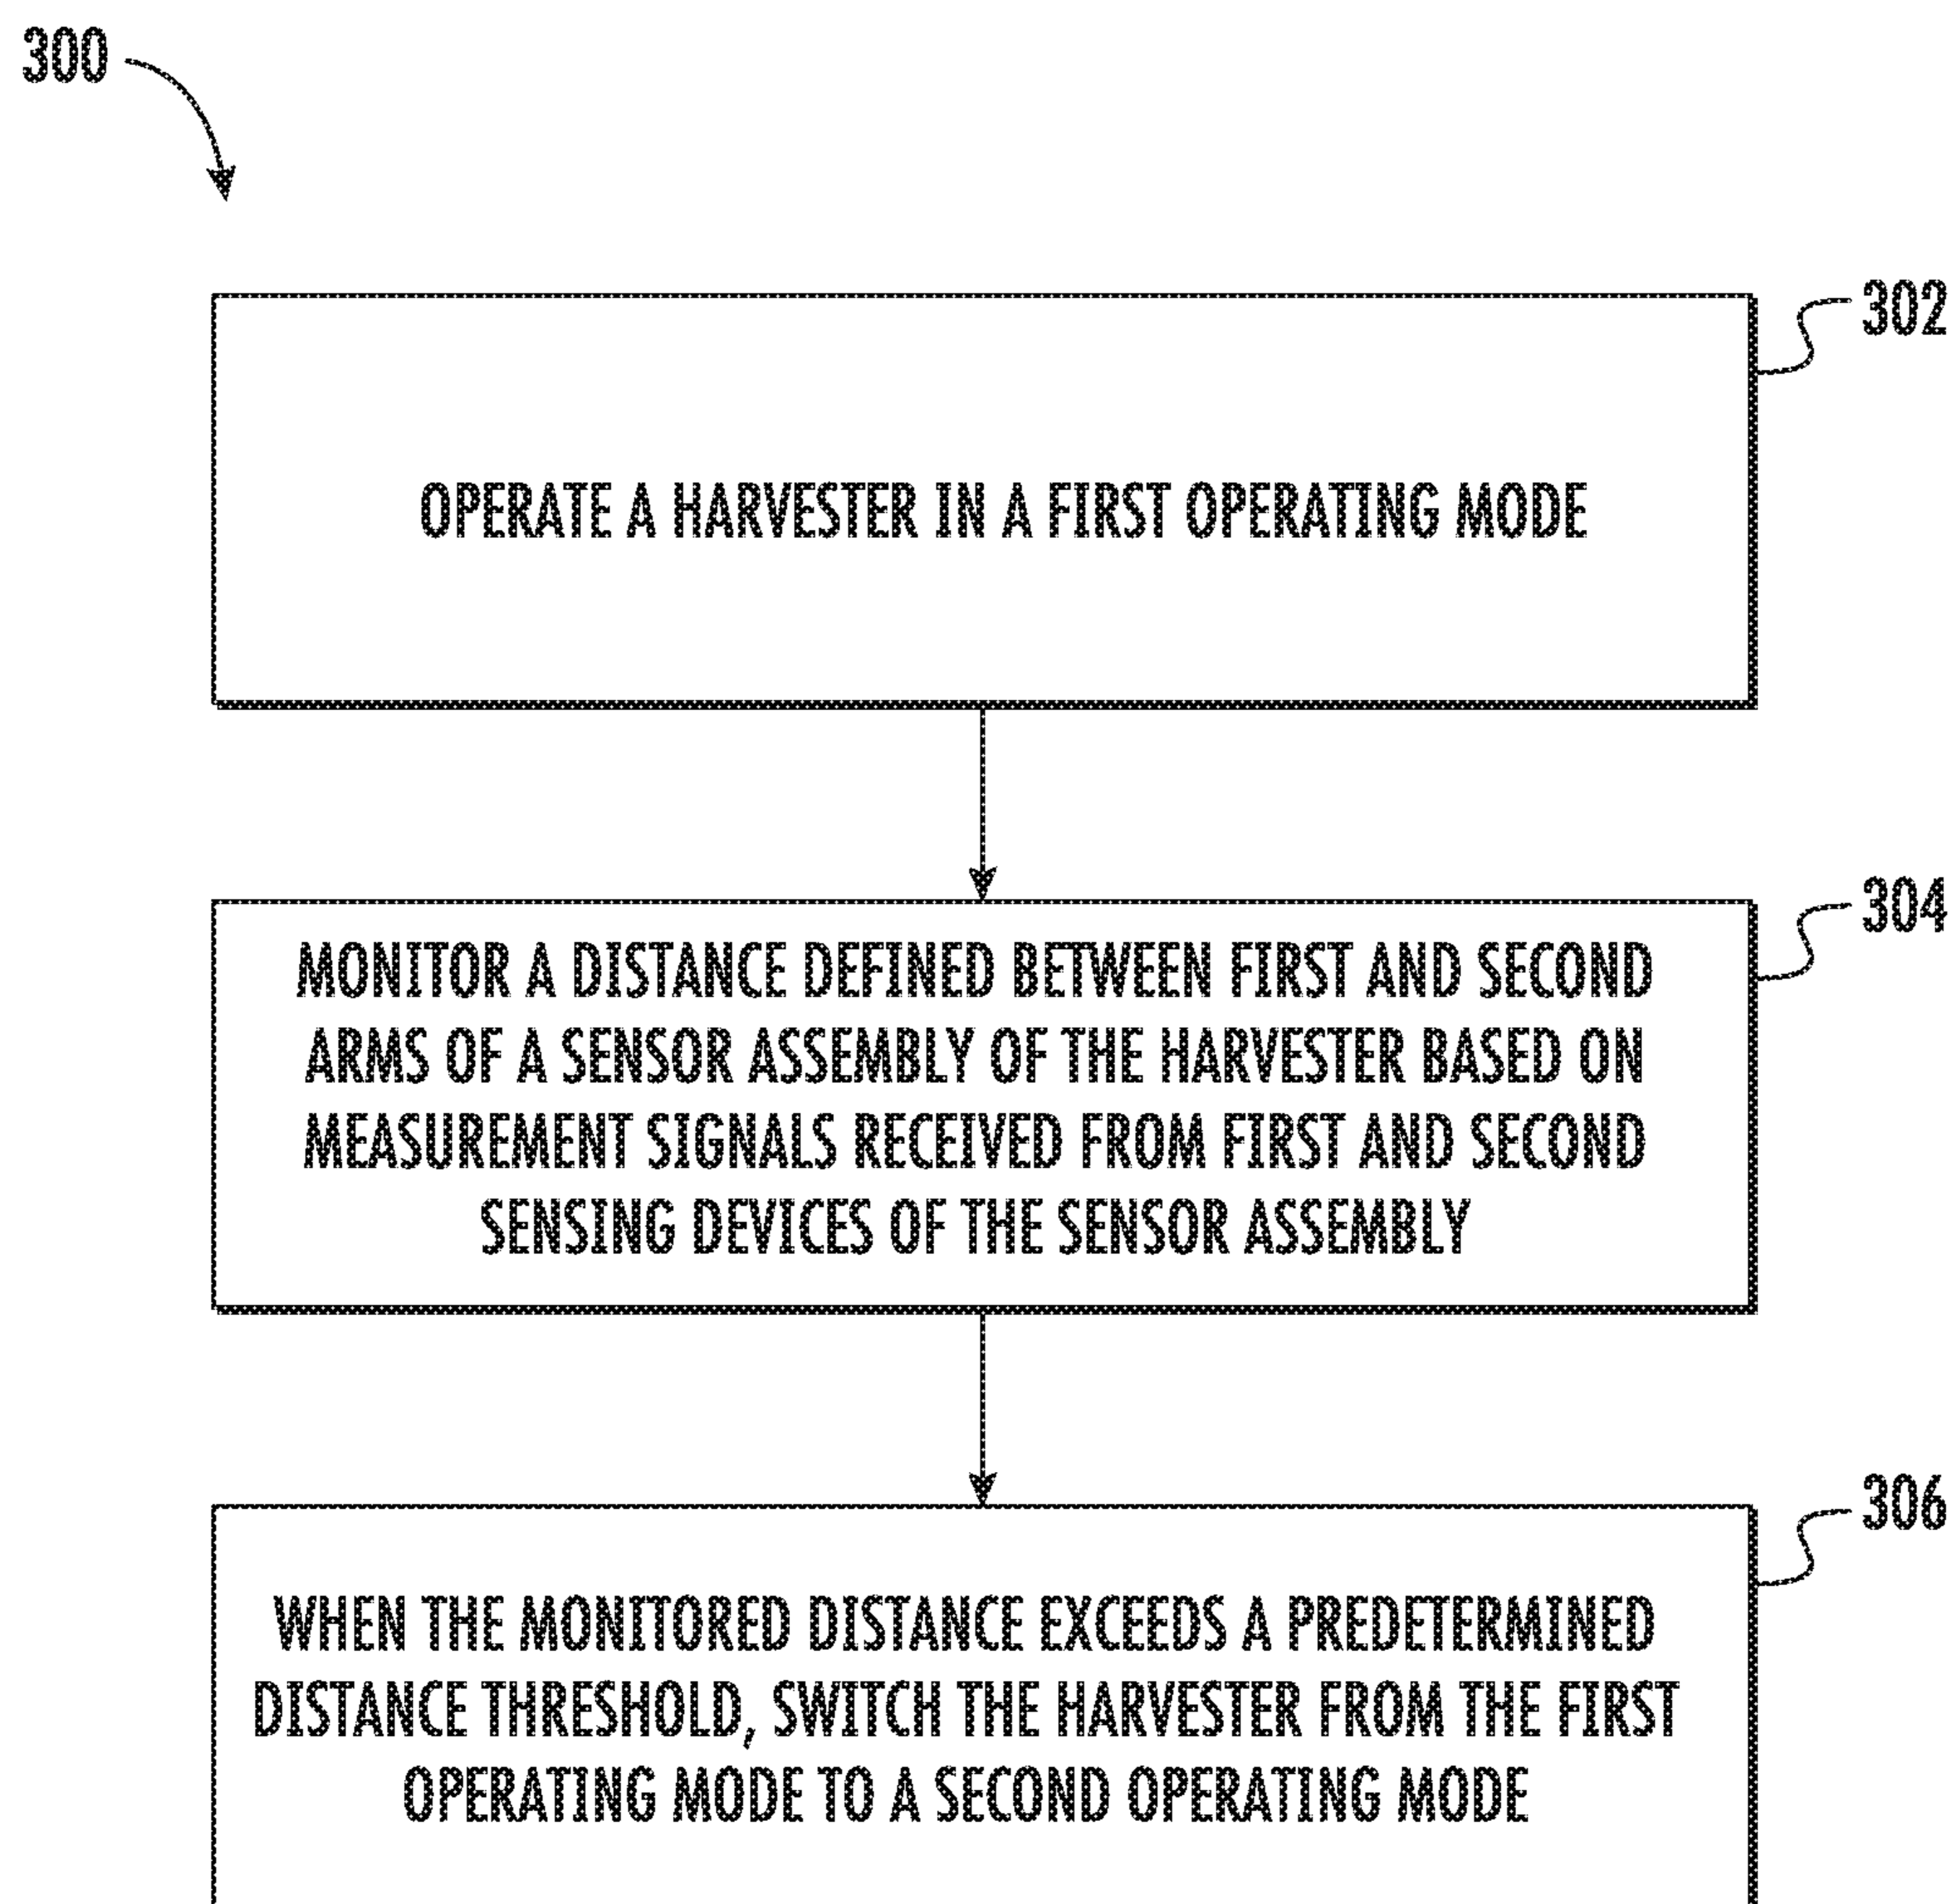 300
302
OPERATE A HARVESTER IN A FIRST OPERATING MODE
304
MONITOR A DISTANCE DEFINED BETWEEN FIRST AND SECOND
ARMS OF A SENSOR ASSEMBLY OF THE HARVESTER BASED ON
MEASUREMENT SIGNALS RECEIVED FROM FIRST AND SECOND
SENSING DEVICES OF THE SENSOR ASSEMBLY
306
WHEN THE MONITORED DISTANCE EXCEEDS A PREDETERMINED
DISTANCE THRESHOLD, SWITCH THE HARVESTER FROM THE FIRST
OPERATING MODE TO A SECOND OPERATING MODE